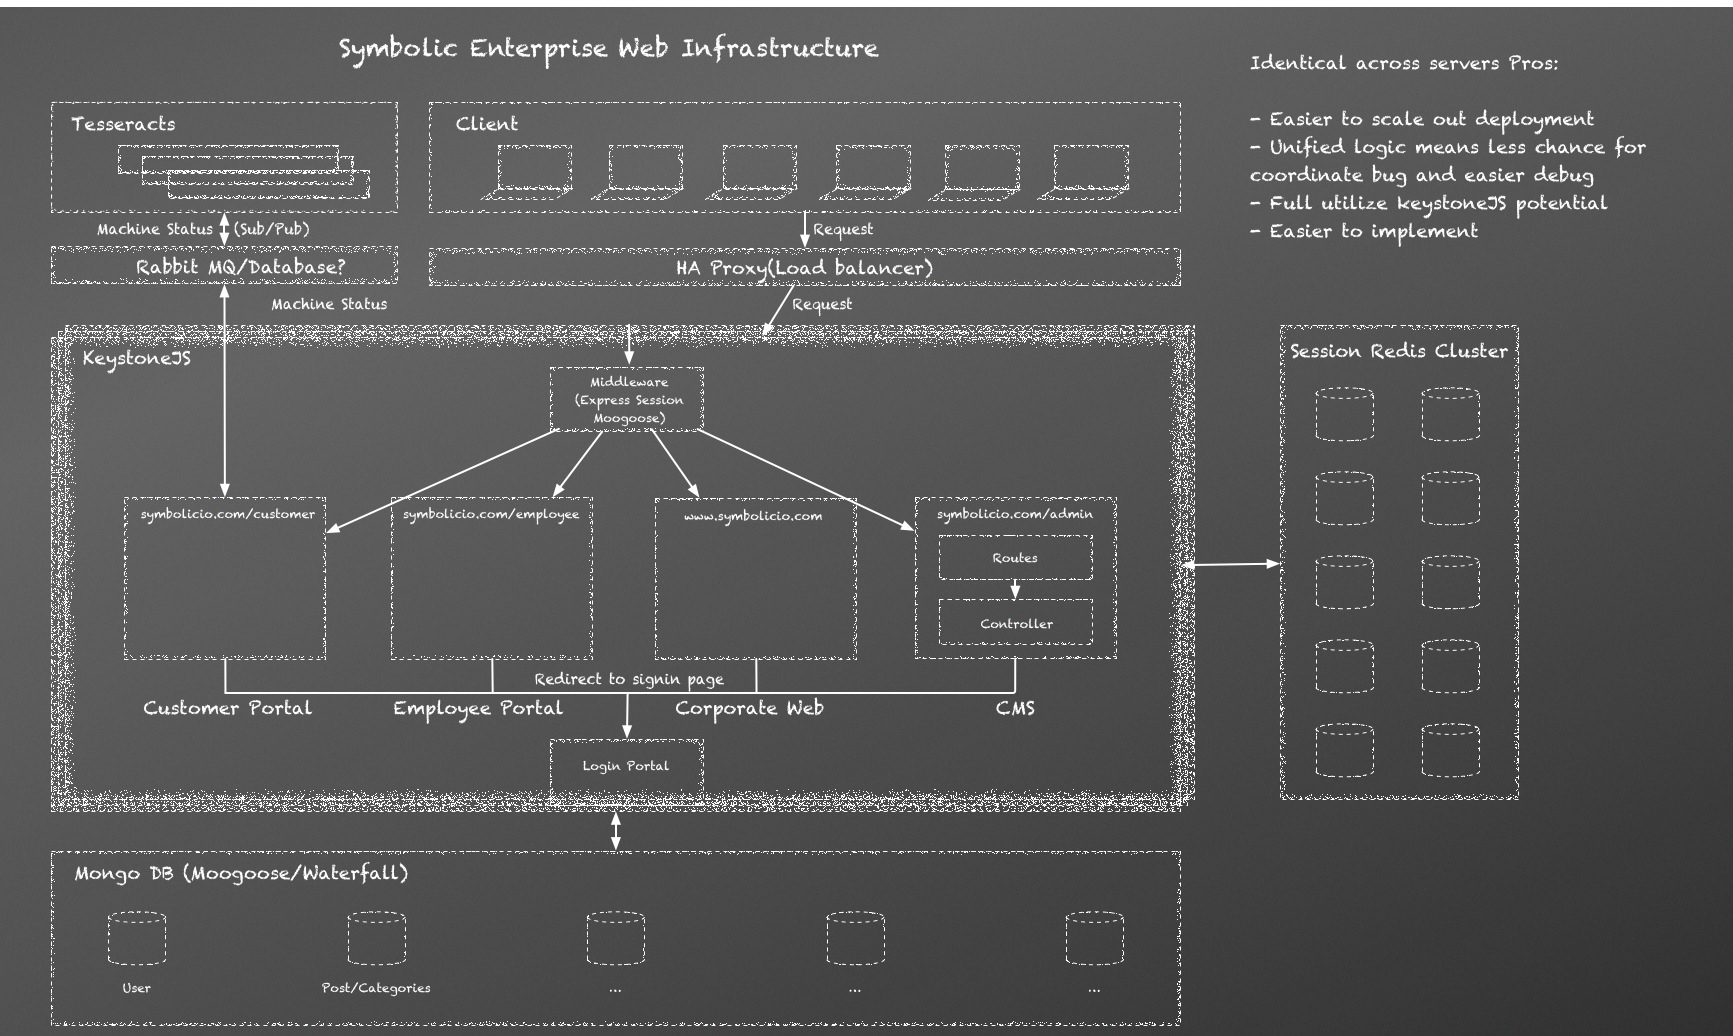 Symbolic Enterprise Web Infrastructure
Identical across servers Pros:
- Easier to scale out deployment
- Unified logic means less chance for
coordinate bug and easier debug
- Full utilize keystoneJS potential
- Easier to implement
Tesseracts
Client
Machine Status (Sub/Pub)
Request
Rabbit MQ/Database?
HA Proxy(Load balancer)
Machine Status
Request
KeystoneJS
Session Redis Cluster
Middleware
(Express Session
Moogoose)
symbolicio.com/customer
symbolicio.com/employee
www.symbolicio.com
symbolicio.com/admin
Routes
Controller
Redirect to signin page
Customer Portal
Employee Portal
Corporate Web
CMS
Login Portal
Mongo DB (Moogoose/Waterfall)
User
Post/Categories
...
...
...